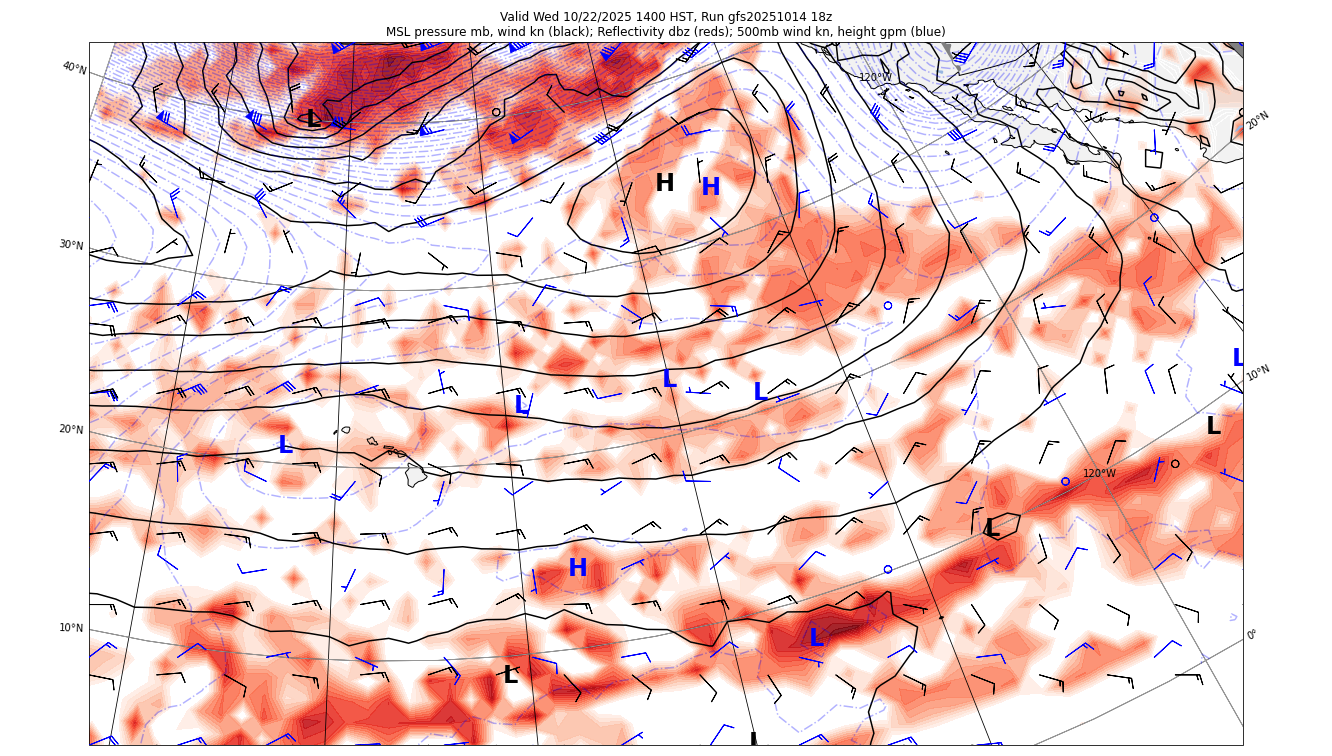 Valid Wed 10/22/2025 1400 HST, Run gfs20251014 18z
MSL pressure mb, wind kn (black); Reflectivity dbz (reds); 500mb wind kn, height gpm (blue)
40°N
120°W
20°N
L
H H
30°N
L
10°N
L L
L
20°N
L
L
120°W
L
H
10°N
0°
L
L
L